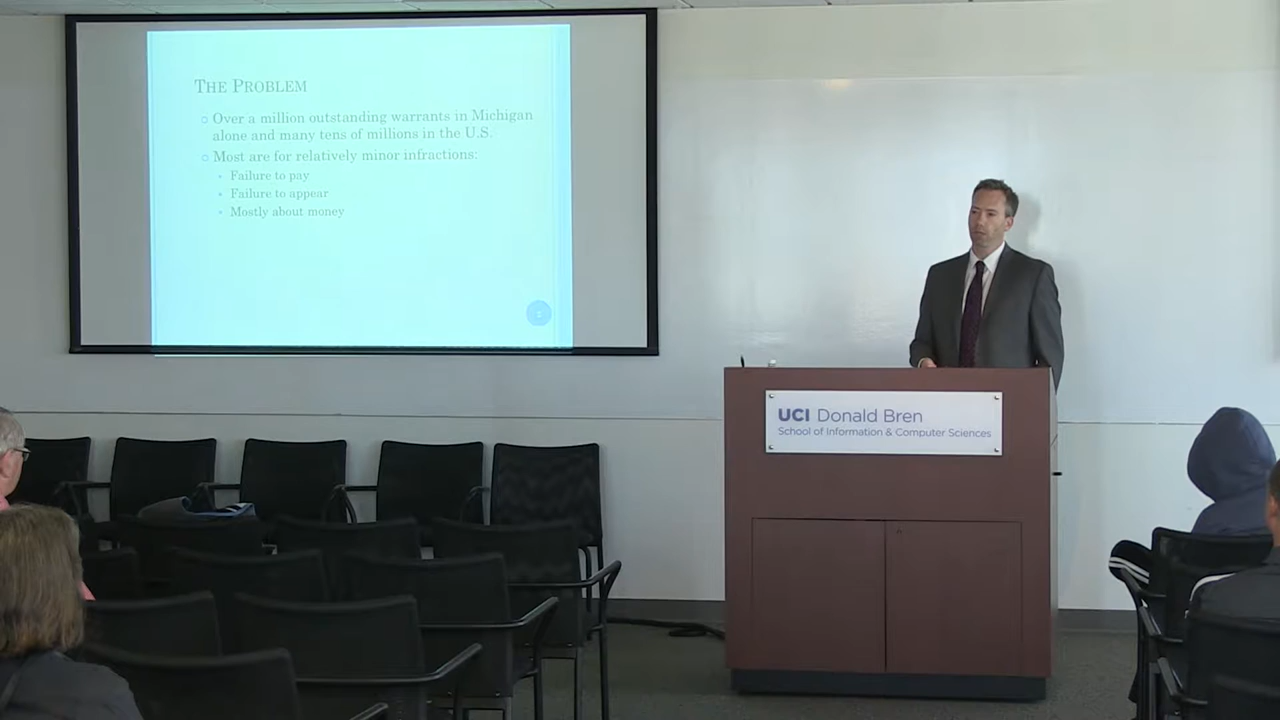 THE PROBLEM
Over a million outstanding warrants in Michigan
alone and many tens of millions in the U.S.
Most are for relatively minor infractions:
Failure to pay
Failure to appear
Mostly about money
UCI Donald Bren
School of Information & Computer Sciences